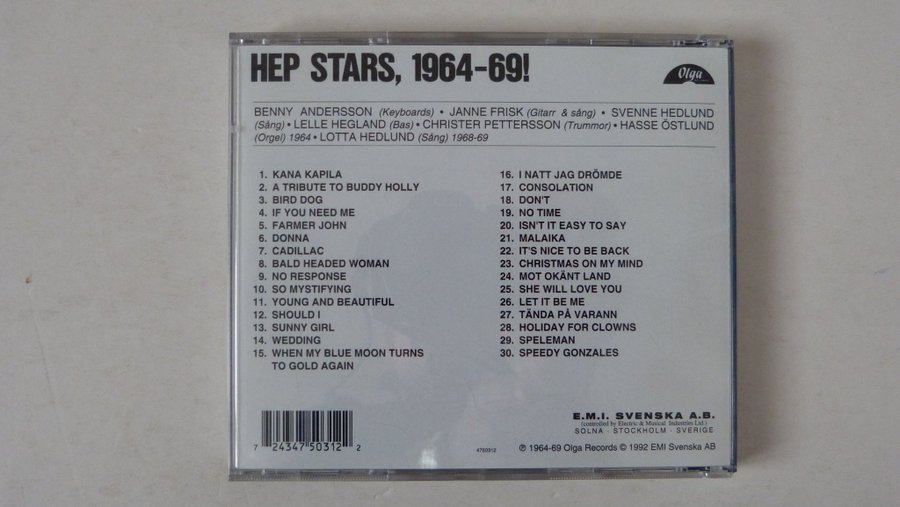 HEP STARS, 1964-69!
Olga
BENNY ANDERSSON (Keyboards) • JANNE FRISK (Gitarr & sång) • SVENNE HEDLUND
(Sång) • LELLE HEGLAND (Bas) • CHRISTER PETTERSSON (Trummor) • HASSE ÖSTLUND
(Orgel) 1964 • LOTTA HEDLUND (Sång) 1968-69
1. KANA KAPILA
2. A TRIBUTE TO BUDDY HOLLY
3. BIRD DOG
4. IF YOU NEED ME
5. FARMER JOHN
6. DONNA
7. CADILLAC
8. BALD HEADED WOMAN
9. NO RESPONSE
10. SO MYSTIFYING
11. YOUNG AND BEAUTIFUL
12. SHOULD I
13. SUNNY GIRL
14. WEDDING
15. WHEN MY BLUE MOON TURNS
TO GOLD AGAIN
16. I NATT JAG DRÖMDE
17. CONSOLATION
18. DON'T
19. NO TIME
20. ISN'T IT EASY TO SAY
21. MALAIKA
22. IT'S NICE TO BE BACK
23. CHRISTMAS ON MY MIND
24. MOT OKÄNT LAND
25. SHE WILL LOVE YOU
26. LET IT BE ME
27. TÄNDA PÅ VARANN
28. HOLIDAY FOR CLOWNS
29. SPELEMAN
30. SPEEDY GONZALES
7 24347 50312 2
4750312
E.M.I. SVENSKA A.B.
(controlled by Electric & Musical Industries Ltd.)
SOLNA · STOCKHOLM · SVERIGE
℗ 1964-69 Olga Records © 1992 EMI Svenska AB